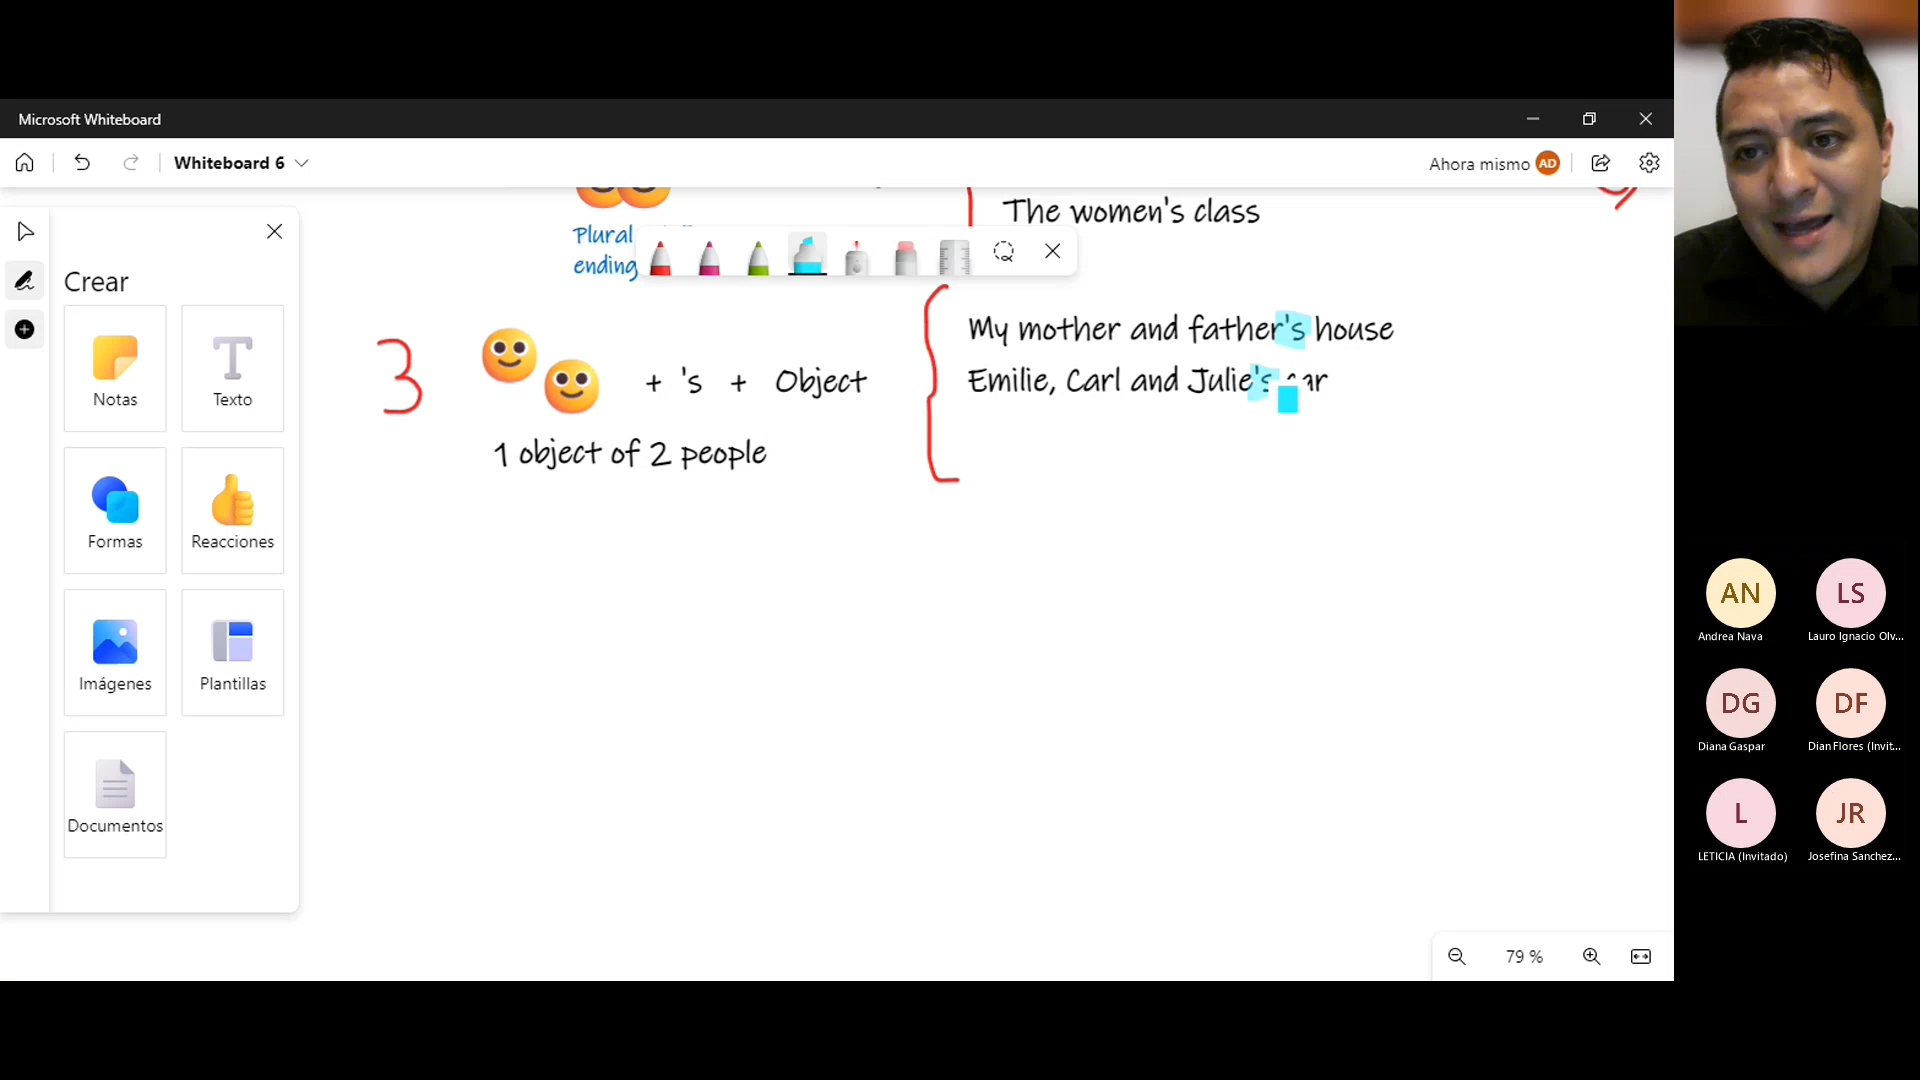 Microsoft Whiteboard
Whiteboard 6
Ahora mismo AD
The women's class
Plural
ending
Crear
Notas
Texto
Formas
Reacciones
Imágenes
Plantillas
Documentos
3
+ 's + Object
1 object of 2 people
My mother and father's house
Emilie, Carl and Julie's car
79 %
AN
Andrea Nava
LS
Lauro Ignacio Olv...
DG
Diana Gaspar
DF
Dian Flores (Invit...
L
LETICIA (Invitado)
JR
Josefina Sanchez...